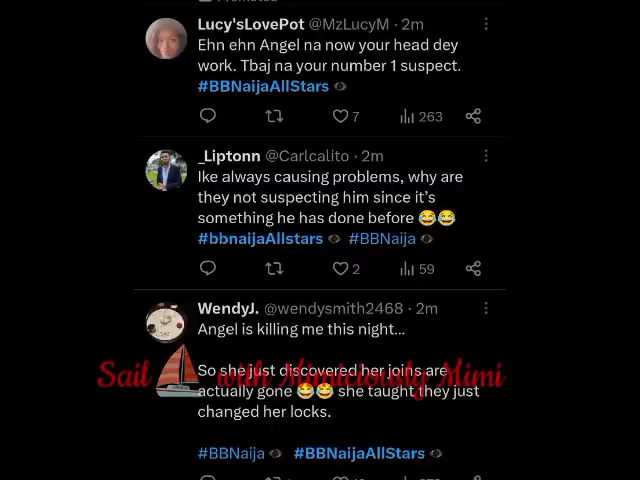 Promoted
Lucy'sLovePot @MzLucyM · 2m
Ehn ehn Angel na now your head dey
work. Tbaj na your number 1 suspect.
#BBNaijaAllStars
7 263
_Liptonn @Carlcalito · 2m
Ike always causing problems, why are
they not suspecting him since it's
something he has done before 😂😂
#bbnaijaAllstars #BBNaija
2 59
WendyJ. @wendysmith2468 · 2m
Angel is killing me this night...
So she just discovered her joins are
Sail with Mimiciously Mimi
actually gone 😂😂 she taught they just
changed her locks.
#BBNaija #BBNaijaAllStars